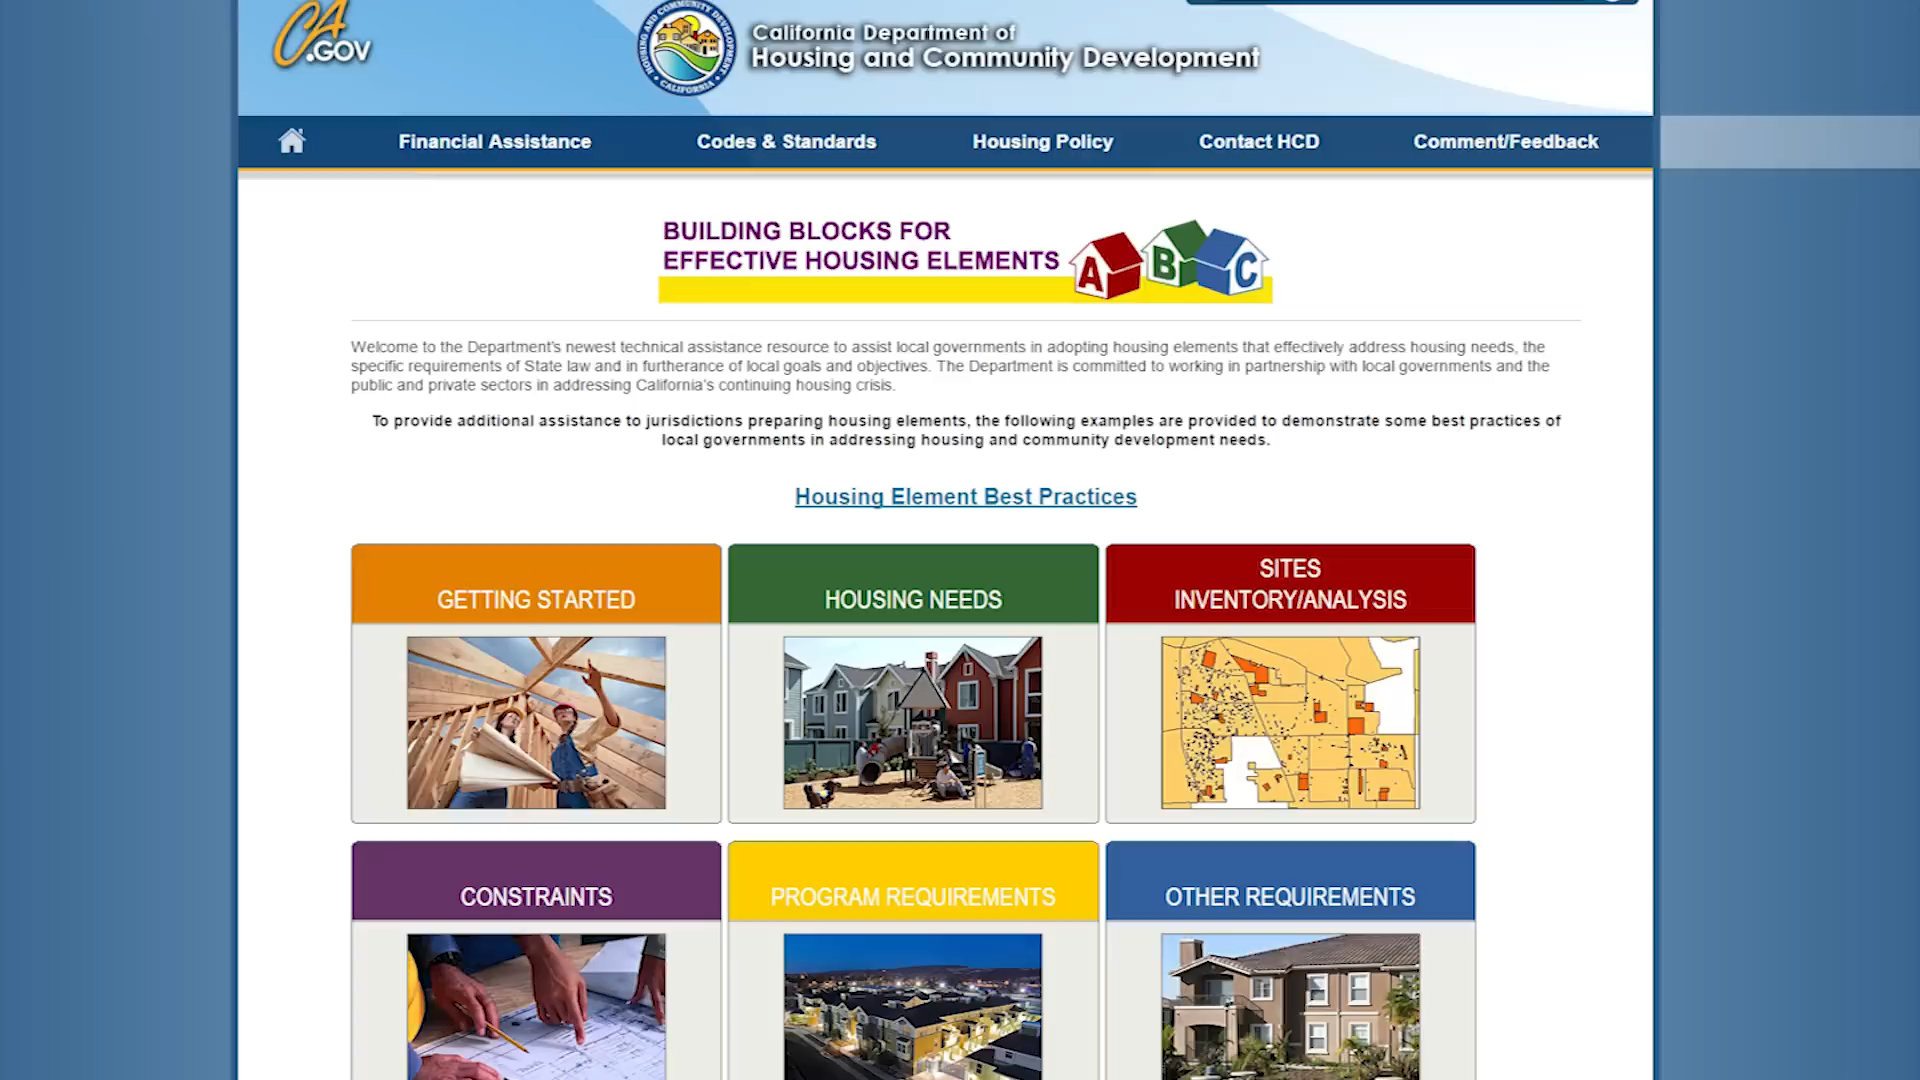 CA
.GOV
HOUSING AND COMMUNITY DEVELOPMENT
CALIFORNIA
California Department of
Housing and Community Development
Financial Assistance
Codes & Standards
Housing Policy
Contact HCD
Comment/Feedback
BUILDING BLOCKS FOR
EFFECTIVE HOUSING ELEMENTS
A B C
Welcome to the Department's newest technical assistance resource to assist local governments in adopting housing elements that effectively address housing needs, the
specific requirements of State law and in furtherance of local goals and objectives. The Department is committed to working in partnership with local governments and the
public and private sectors in addressing California's continuing housing crisis.
To provide additional assistance to jurisdictions preparing housing elements, the following examples are provided to demonstrate some best practices of
local governments in addressing housing and community development needs.
Housing Element Best Practices
GETTING STARTED
HOUSING NEEDS
SITES
INVENTORY/ANALYSIS
CONSTRAINTS
PROGRAM REQUIREMENTS
OTHER REQUIREMENTS